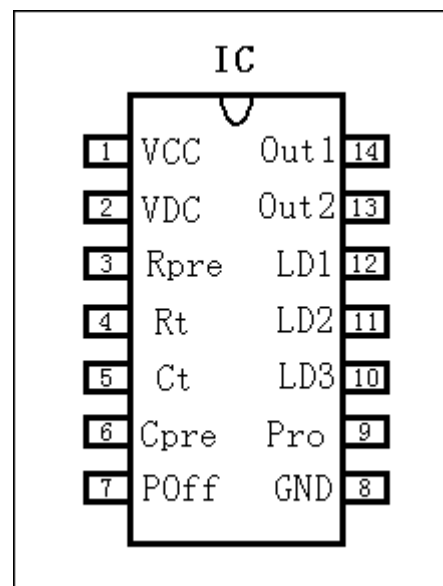 IC
1 VCC Out1 14
2 VDC Out2 13
3 Rpre LD1 12
4 Rt LD2 11
5 Ct LD3 10
6 Cpre Pro 9
7 POff GND 8